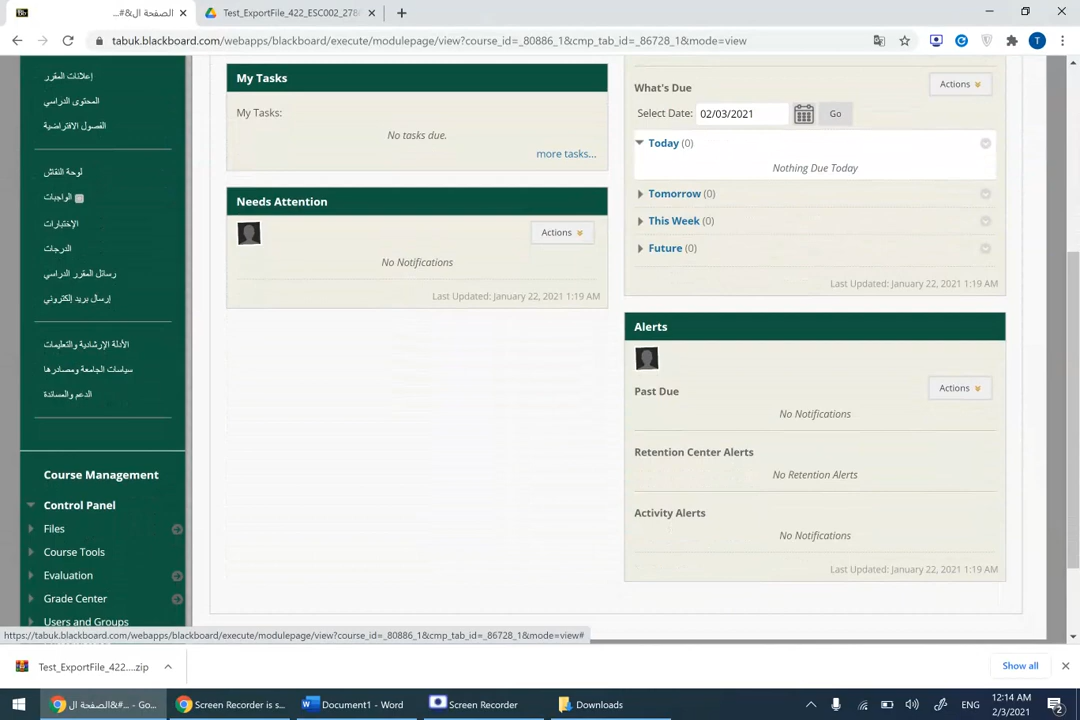 الصفحة ال&#...
Test_ExportFile_422_ESC002_278
tabuk.blackboard.com/webapps/blackboard/execute/modulepage/view?course_id=_80886_1&cmp_tab_id=_86728_1&mode=view
T
إعلانات المقرر
المحتوى الدراسي
الفصول الافتراضية
لوحة النقاش
الواجبات
الإختبارات
الدرجات
رسائل المقرر الدراسي
إرسال بريد إلكتروني
الأدلة الإرشادية والتعليمات
سياسات الجامعة ومصادرها
الدعم والمساندة
Course Management
Control Panel
Files
Course Tools
Evaluation
Grade Center
Users and Groups
My Tasks
My Tasks:
No tasks due.
more tasks...
Needs Attention
Actions
No Notifications
Last Updated: January 22, 2021 1:19 AM
What's Due
Actions
Select Date: 02/03/2021 Go
Today (0)
Nothing Due Today
Tomorrow (0)
This Week (0)
Future (0)
Last Updated: January 22, 2021 1:19 AM
Alerts
Past Due
Actions
No Notifications
Retention Center Alerts
No Retention Alerts
Activity Alerts
No Notifications
Last Updated: January 22, 2021 1:19 AM
https://tabuk.blackboard.com/webapps/blackboard/execute/modulepage/view?course_id=_80886_1&cmp_tab_id=_86728_1&mode=view#
Test_ExportFile_422....zip
Show all
الصفحة ال&#... - Go...
Screen Recorder is s...
Document1 - Word
Screen Recorder
Downloads
ENG
12:14 AM
2/3/2021
2